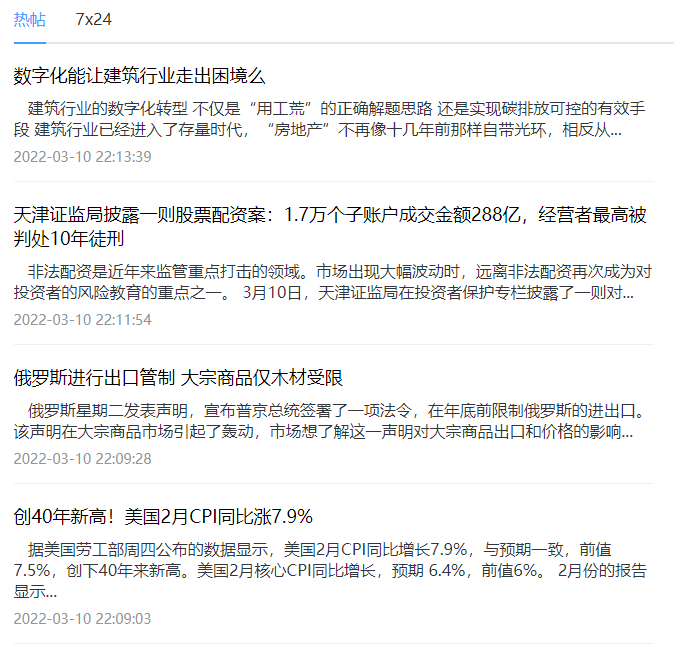 热帖 7x24
数字化能让建筑行业走出困境么
建筑行业的数字化转型 不仅是“用工荒”的正确解题思路 还是实现碳排放可控的有效手
段 建筑行业已经进入了存量时代，“房地产”不再像十几年前那样自带光环，相反从...
2022-03-10 22:13:39
天津证监局披露一则股票配资案：1.7万个子账户成交金额288亿，经营者最高被
判处10年徒刑
非法配资是近年来监管重点打击的领域。市场出现大幅波动时，远离非法配资再次成为对
投资者的风险教育的重点之一。 3月10日，天津证监局在投资者保护专栏披露了一则对...
2022-03-10 22:11:54
俄罗斯进行出口管制 大宗商品仅木材受限
俄罗斯星期二发表声明，宣布普京总统签署了一项法令，在年底前限制俄罗斯的进出口。
该声明在大宗商品市场引起了轰动，市场想了解这一声明对大宗商品出口和价格的影响...
2022-03-10 22:09:28
创40年新高！美国2月CPI同比涨7.9%
据美国劳工部周四公布的数据显示，美国2月CPI同比增长7.9%，与预期一致，前值
7.5%，创下40年来新高。美国2月核心CPI同比增长，预期 6.4%，前值6%。 2月份的报告
显示...
2022-03-10 22:09:03